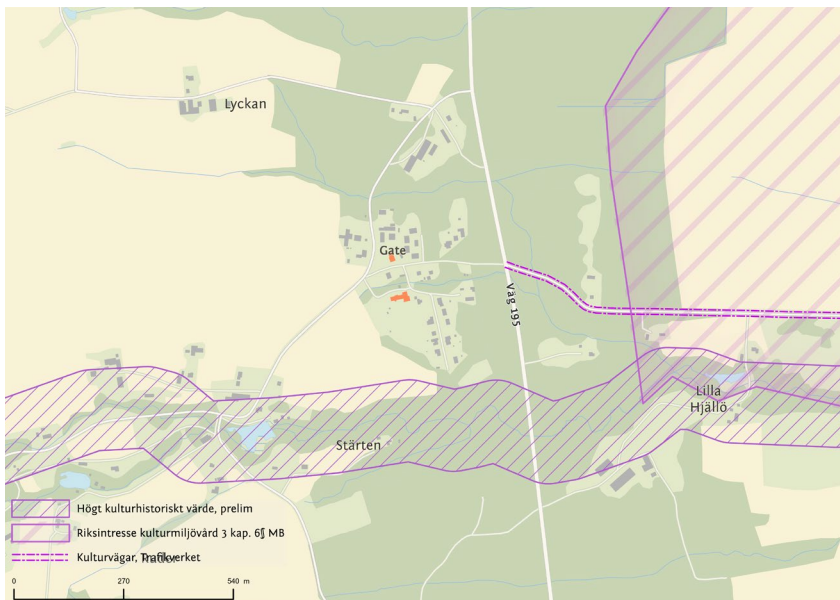 Lyckan
Gate
Väg 195
Lilla
Hjällö
Stärten
Högt kulturhistoriskt värde, prelim
Riksintresse kulturmiljövård 3 kap. 6§ MB
Kulturvägar, Trafikverket
0 270 540 m